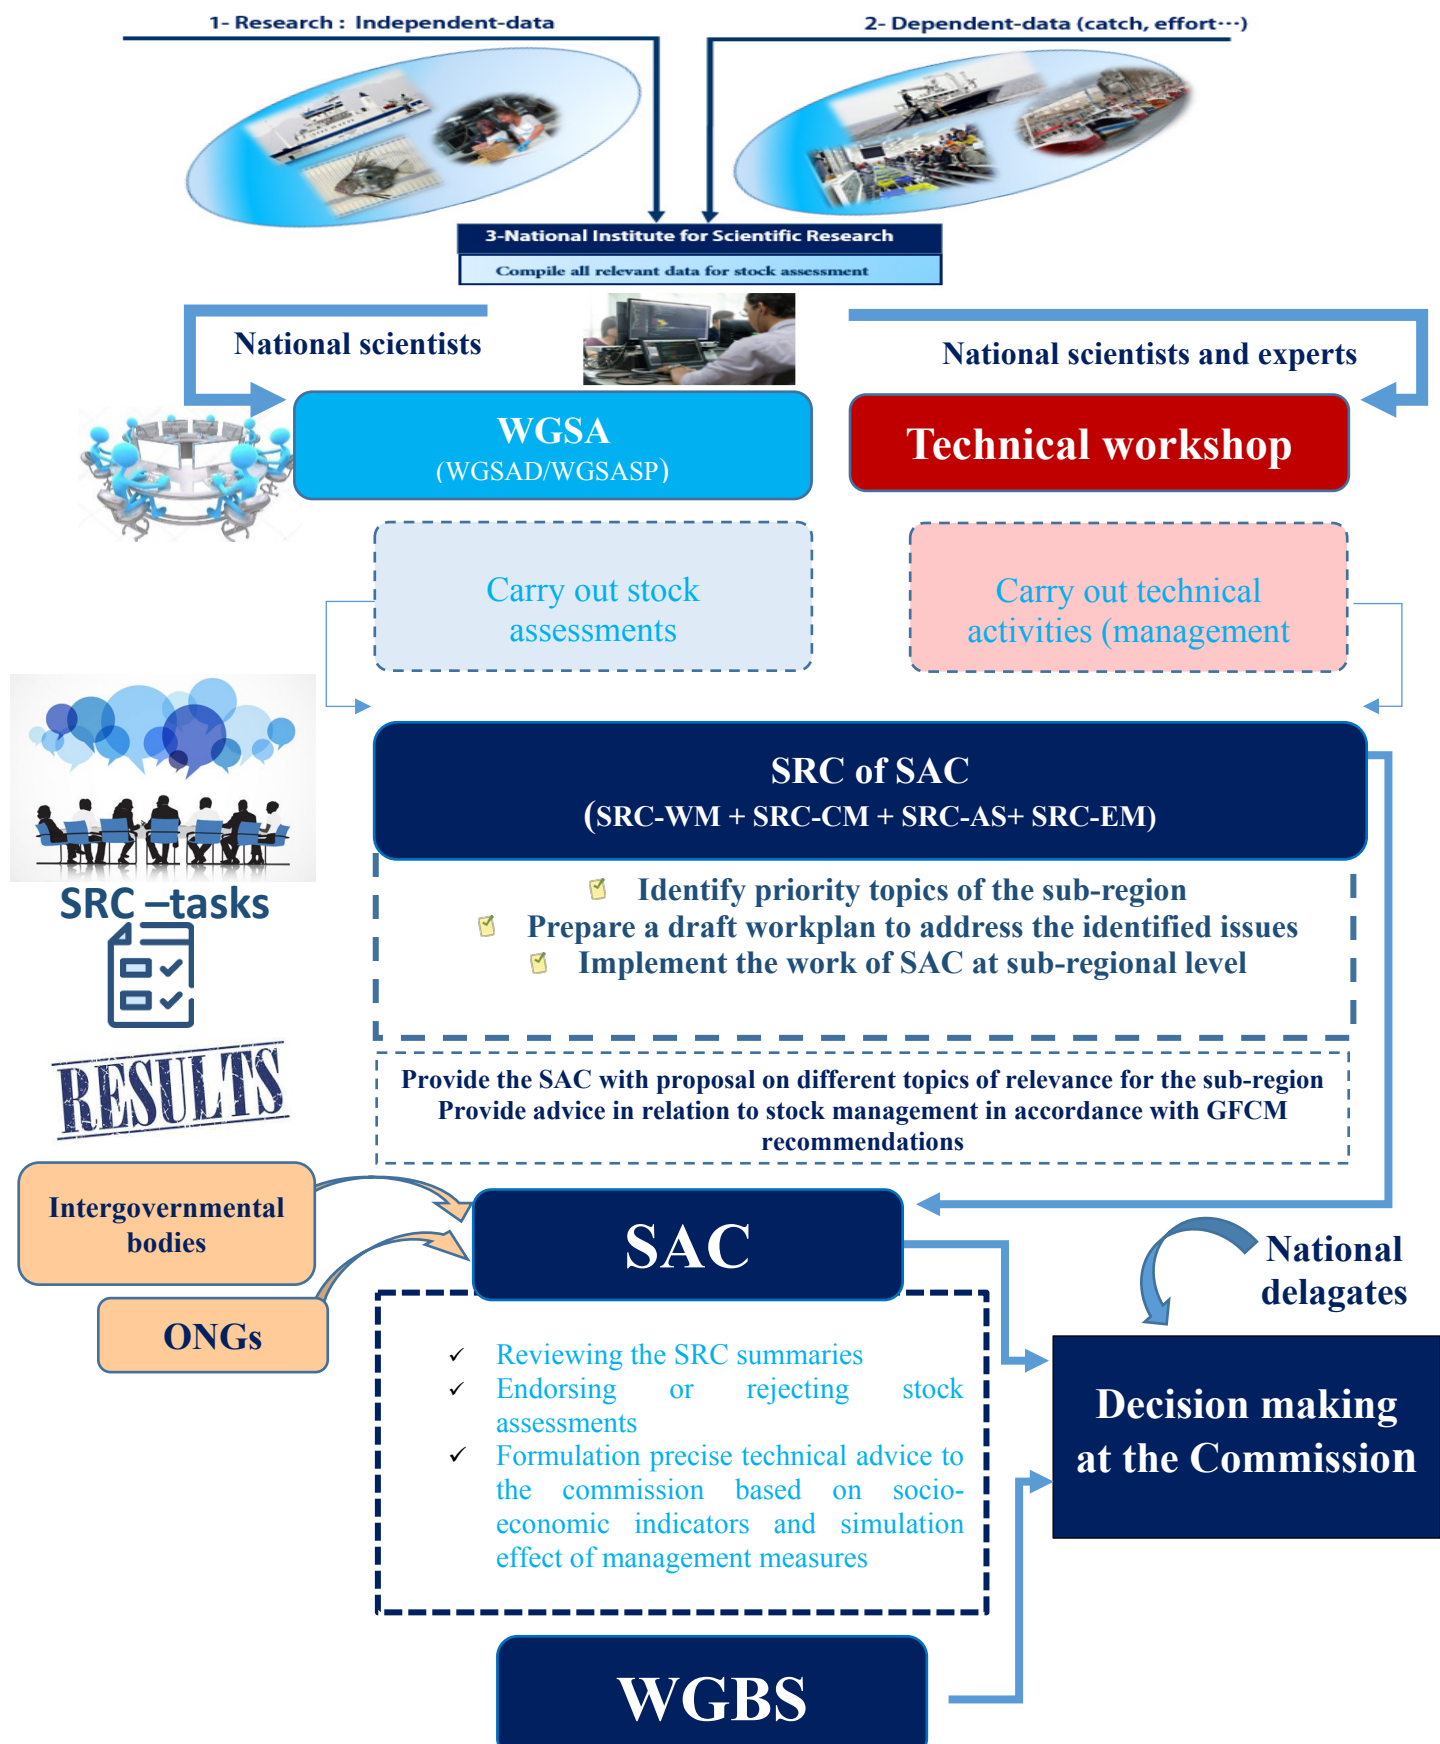 1- Research : Independent-data
2- Dependent-data (catch, effort···)
3-National Institute for Scientific Research
Compile all relevant data for stock assessment
National scientists
National scientists and experts
WGSA
(WGSAD/WGSASP)
Technical workshop
Carry out stock
assessments
Carry out technical
activities (management
SRC of SAC
(SRC-WM + SRC-CM + SRC-AS+ SRC-EM)
SRC –tasks
Identify priority topics of the sub-region
Prepare a draft workplan to address the identified issues
Implement the work of SAC at sub-regional level
RESULTS
Provide the SAC with proposal on different topics of relevance for the sub-region
Provide advice in relation to stock management in accordance with GFCM
recommendations
Intergovernmental
bodies
ONGs
SAC
National
delagates
Reviewing the SRC summaries
Endorsing or rejecting stock
assessments
Formulation precise technical advice to
the commission based on socio-
economic indicators and simulation
effect of management measures
Decision making
at the Commission
WGBS